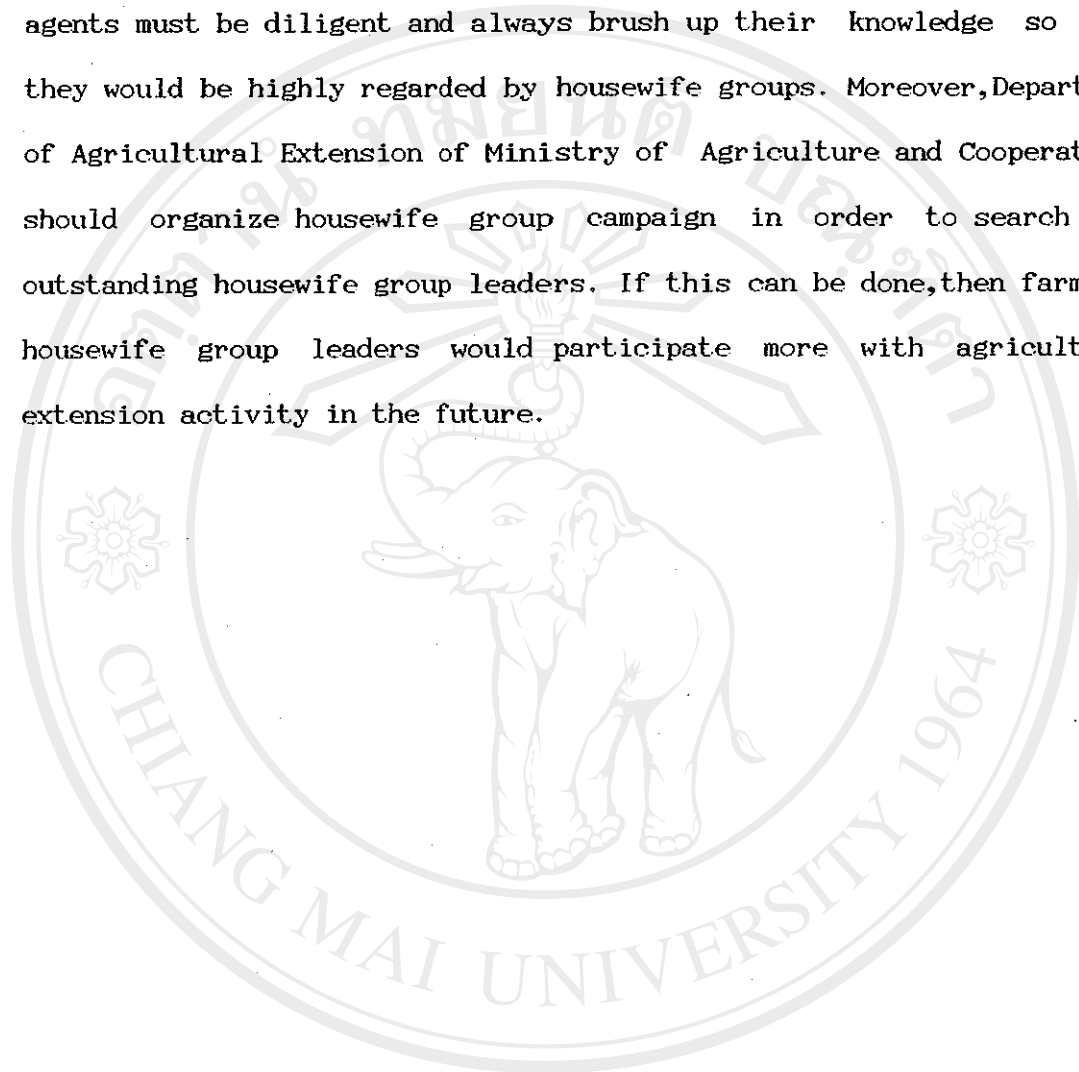 agents must be diligent and always brush up their knowledge so
they would be highly regarded by housewife groups. Moreover,Depart
of Agricultural Extension of Ministry of Agriculture and Cooperat
should organize housewife group campaign in order to search
outstanding housewife group leaders. If this can be done,then farm
housewife group leaders would participate more with agricult
extension activity in the future.
CHIANG MAI UNIVERSITY 1964